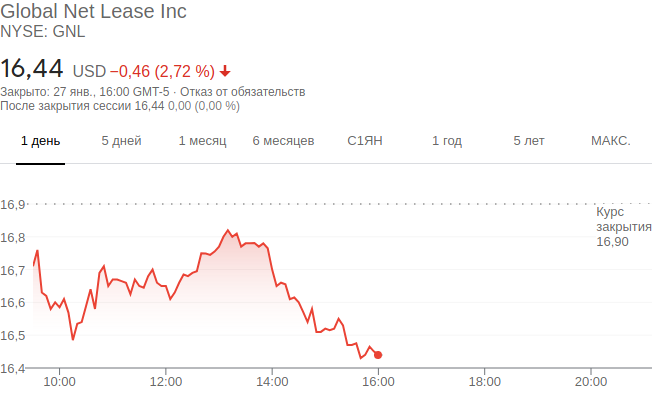 Global Net Lease Inc
NYSE: GNL
16,44 USD −0,46 (2,72 %)
Закрыто: 27 янв., 16:00 GMT-5 · Отказ от обязательств
После закрытия сессии 16,44 0,00 (0,00 %)
1 день 5 дней 1 месяц 6 месяцев С1ЯН 1 год 5 лет МАКС.
16,9
Курс
закрытия
16,90
16,8
16,7
16,6
16,5
16,4
10:00 12:00 14:00 16:00 18:00 20:00